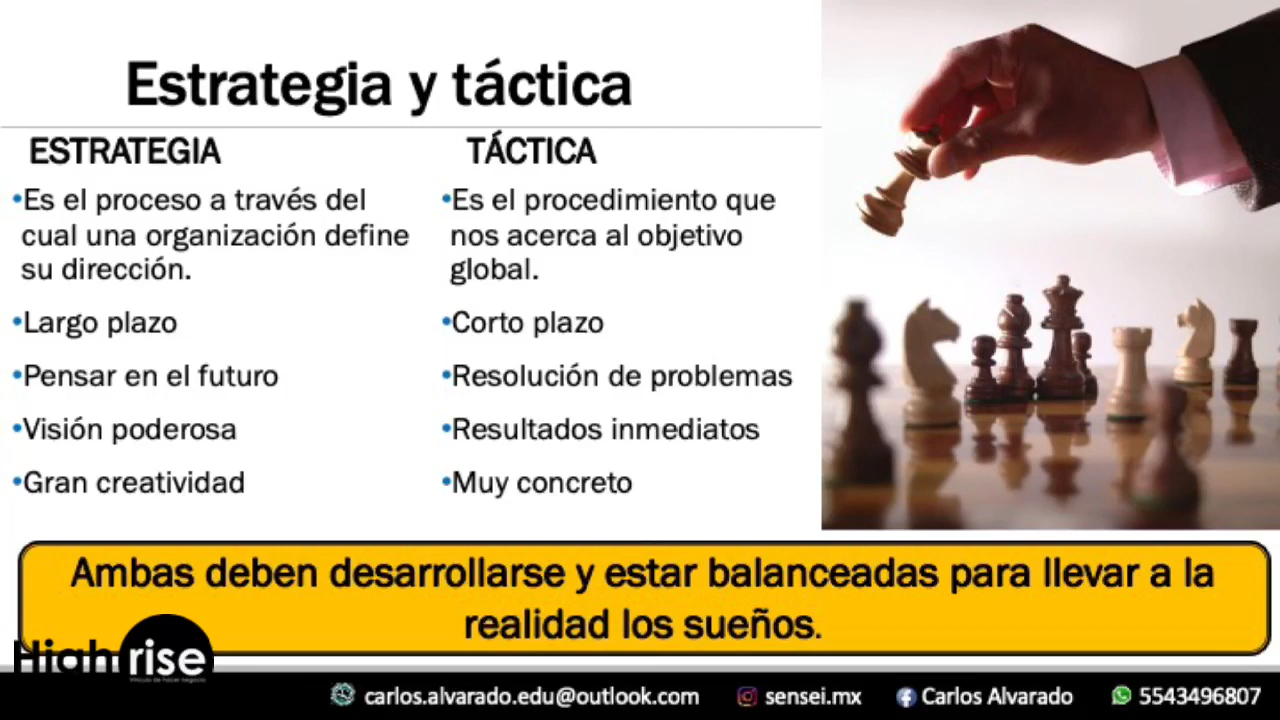 Estrategia y táctica
ESTRATEGIA
•Es el proceso a través del
cual una organización define
su dirección.
•Largo plazo
•Pensar en el futuro
•Visión poderosa
•Gran creatividad
TÁCTICA
•Es el procedimiento que
nos acerca al objetivo
global.
•Corto plazo
•Resolución de problemas
•Resultados inmediatos
•Muy concreto
Ambas deben desarrollarse y estar balanceadas para llevar a la
realidad los sueños.
High rise
carlos.alvarado.edu@outlook.com
sensei.mx
Carlos Alvarado
5543496807